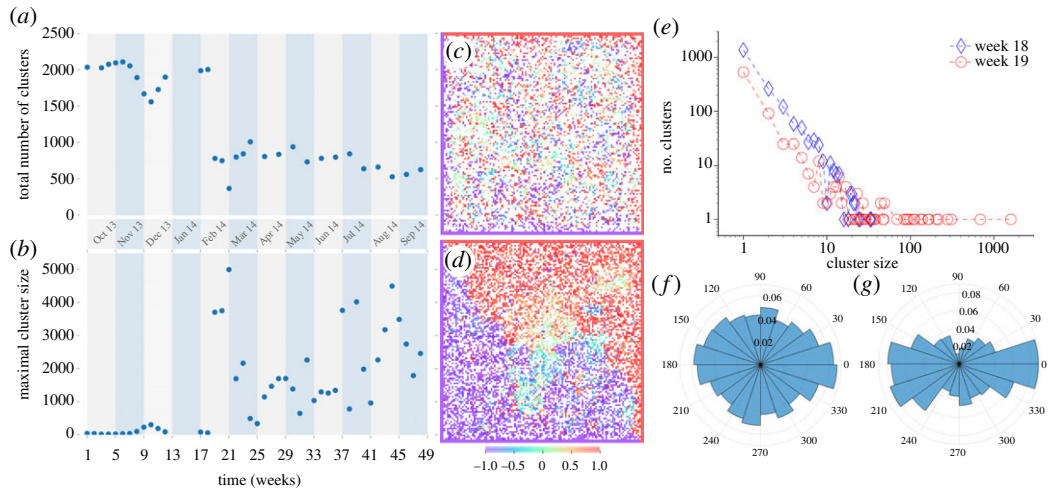 (a)
2500
2000
1500
1000
500
0
total number of clusters
Oct 13
Nov 13
Dec 13
Jan 14
Feb 14
Mar 14
Apr 14
May 14
Jun 14
Jul 14
Aug 14
Sep 14
(b)
5000
4000
3000
2000
1000
0
maximal cluster size
1 5 9 13 17 21 25 29 33 37 41 45 49
time (weeks)
(c)
(d)
–1.0 –0.5 0 0.5 1.0
(e)
week 18
week 19
1000
100
10
1
no. clusters
1 10 100 1000
cluster size
(f)
90
120 60
150 30
180 0
210 330
240 300
270
0.06
0.04
0.02
(g)
90
120 60
150 30
180 0
210 330
240 300
270
0.08
0.06
0.04
0.02